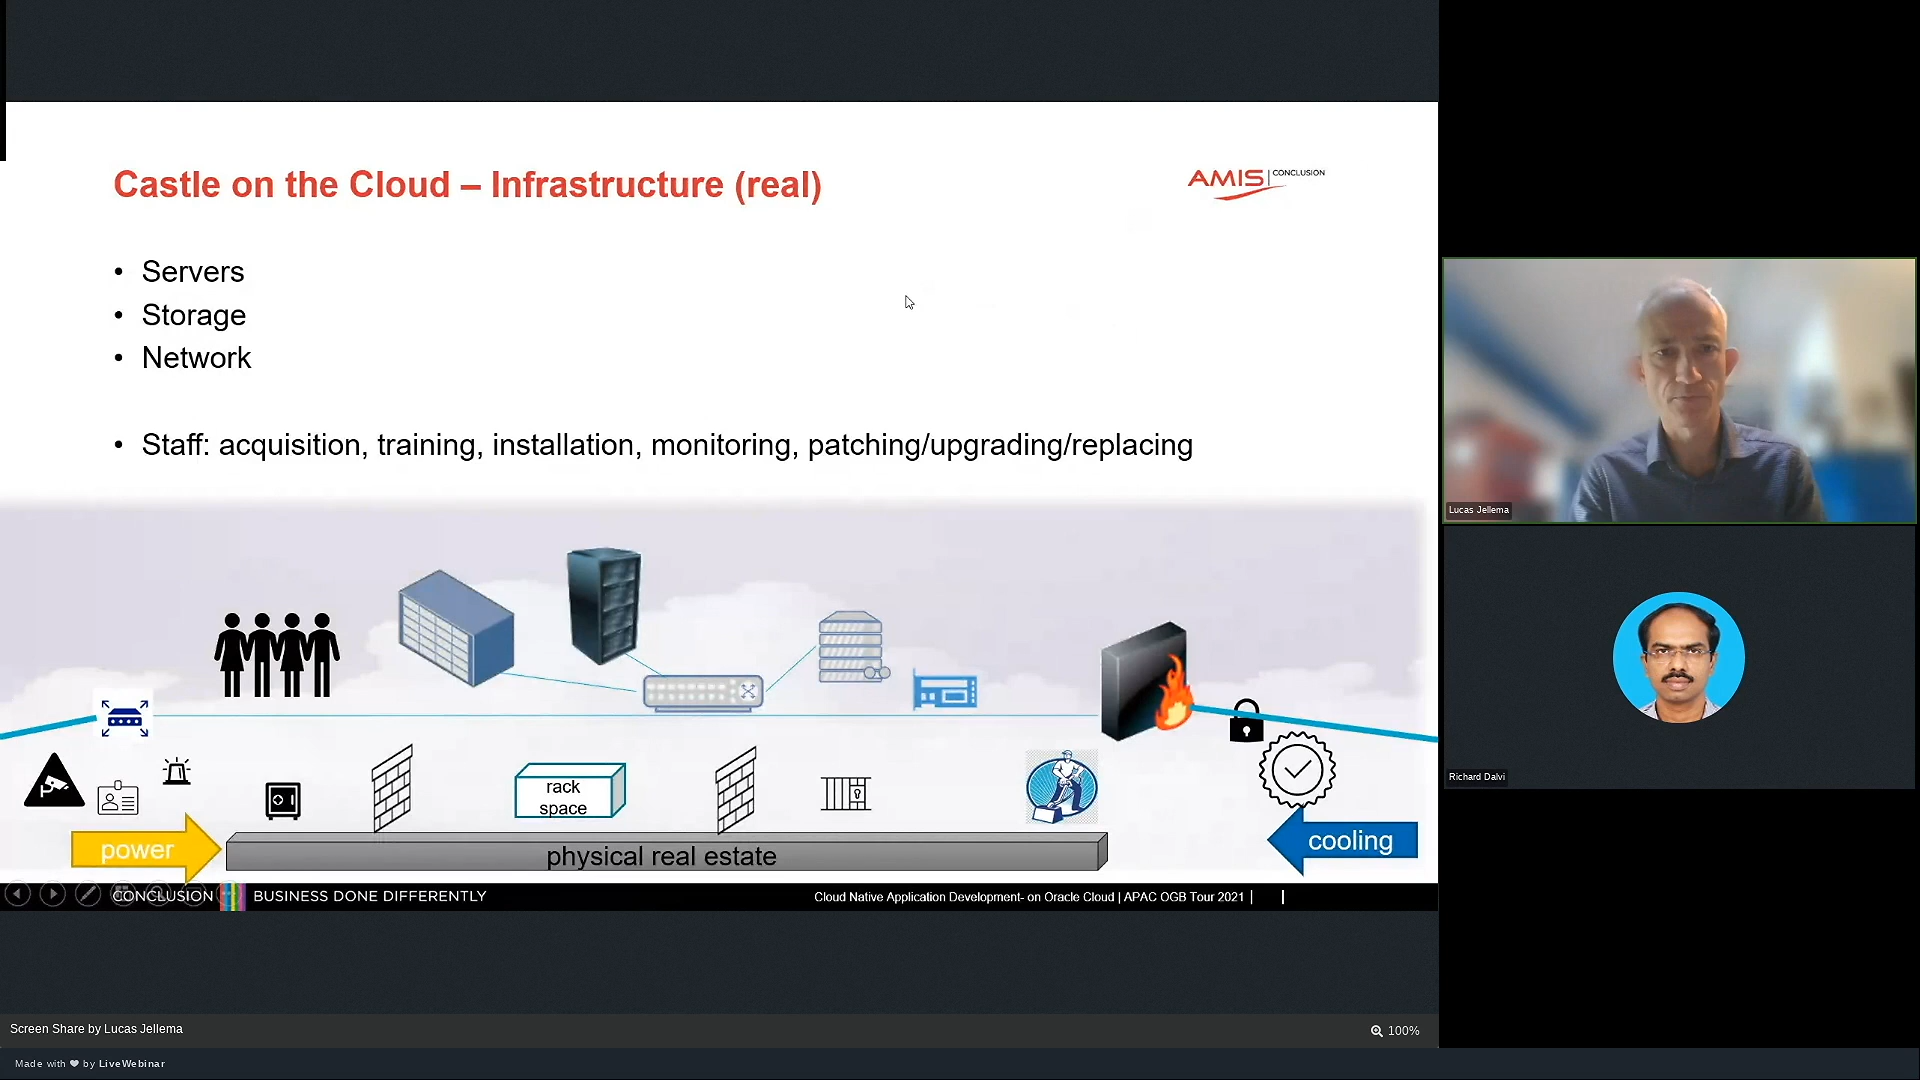 Castle on the Cloud – Infrastructure (real)
AMIS CONCLUSION
• Servers
• Storage
• Network
• Staff: acquisition, training, installation, monitoring, patching/upgrading/replacing
rack
space
power
physical real estate
cooling
CONCLUSION BUSINESS DONE DIFFERENTLY
Cloud Native Application Development- on Oracle Cloud | APAC OGB Tour 2021 |
Lucas Jellema
Richard Dalvi
Screen Share by Lucas Jellema
100%
Made with ❤ by LiveWebinar